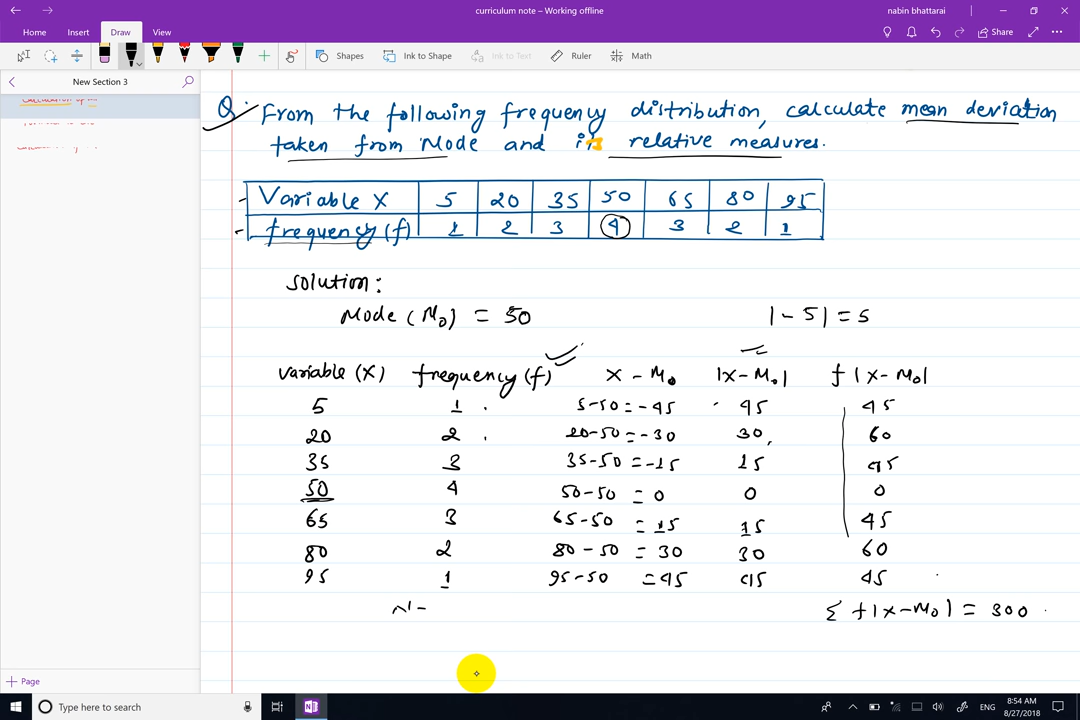 curriculum note – Working offline
nabin bhattarai
Home Insert Draw View
Share
Shapes Ink to Shape Ink to Text Ruler Math
New Section 3
Q. From the following frequency distribution, calculate mean deviation
taken from Mode and its relative measures.
Variable X 5 20 35 50 65 80 95
frequency (f) 1 2 3 4 3 2 1
Solution:
Mode (M₀) = 50 |-5| = 5
Variable (X) frequency (f) X - M₀ |X-M₀| f|X-M₀|
5 1 5-50 = -45 45 45
20 2 20-50 = -30 30 60
35 3 35-50 = -15 15 45
50 4 50-50 = 0 0 0
65 3 65-50 = 15 15 45
80 2 80-50 = 30 30 60
95 1 95-50 = 45 45 45
N = Σf|X-M₀| = 300
Page
Type here to search
ENG
8:54 AM
8/27/2018